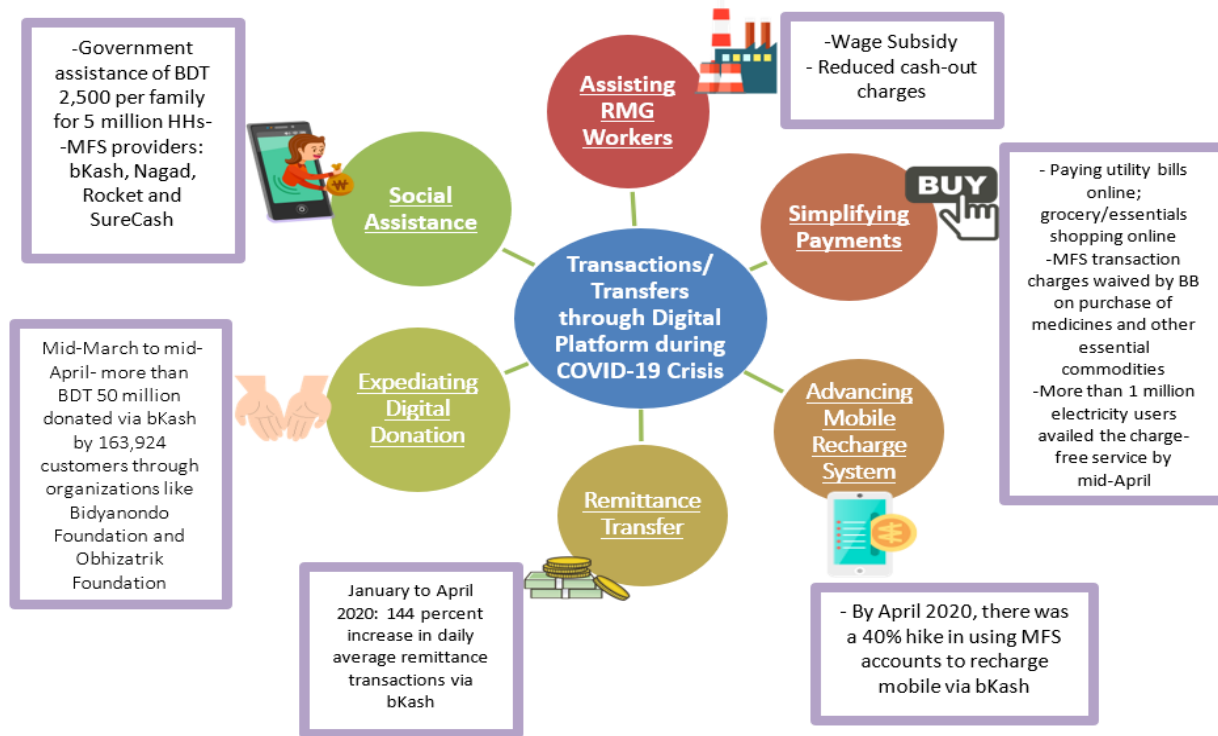 -Government
assistance of BDT
2,500 per family
for 5 million HHs-
-MFS providers:
bKash, Nagad,
Rocket and
SureCash
Social
Assistance
Assisting
RMG
Workers
-Wage Subsidy
- Reduced cash-out
charges
BUY
Simplifying
Payments
- Paying utility bills
online;
grocery/essentials
shopping online
-MFS transaction
charges waived by BB
on purchase of
medicines and other
essential
commodities
-More than 1 million
electricity users
availed the charge-
free service by
mid-April
Transactions/
Transfers
through Digital
Platform during
COVID-19 Crisis
Mid-March to mid-
April- more than
BDT 50 million
donated via bKash
by 163,924
customers through
organizations like
Bidyanondo
Foundation and
Obhizatrik
Foundation
Expediating
Digital
Donation
Advancing
Mobile
Recharge
System
Remittance
Transfer
January to April
2020: 144 percent
increase in daily
average remittance
transactions via
bKash
- By April 2020, there was
a 40% hike in using MFS
accounts to recharge
mobile via bKash